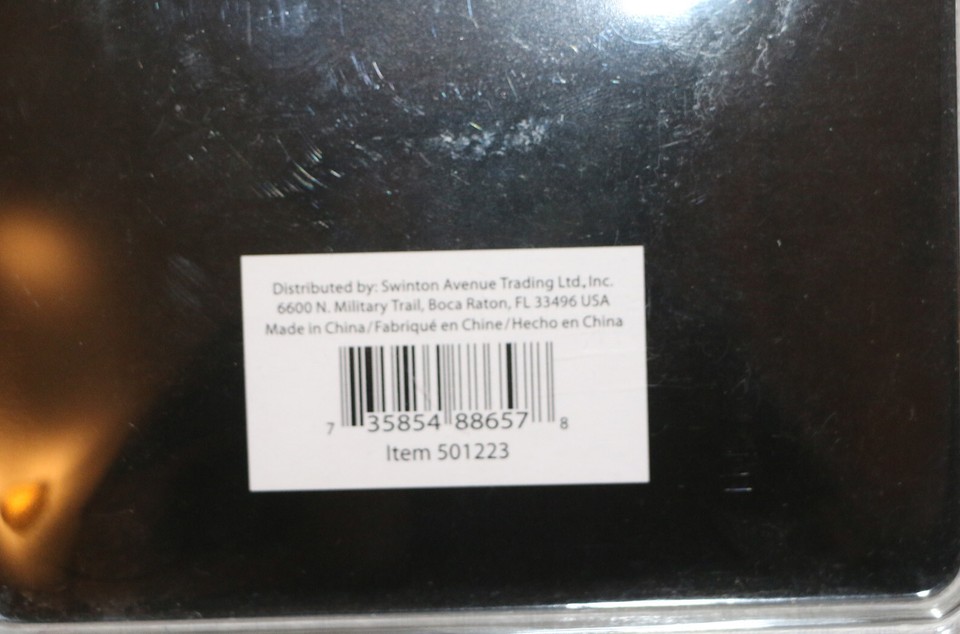 Distributed by: Swinton Avenue Trading Ltd., Inc.
6600 N. Military Trail, Boca Raton, FL 33496 USA
Made in China/Fabriqué en Chine/Hecho en China
7 35854 88657 8
Item 501223